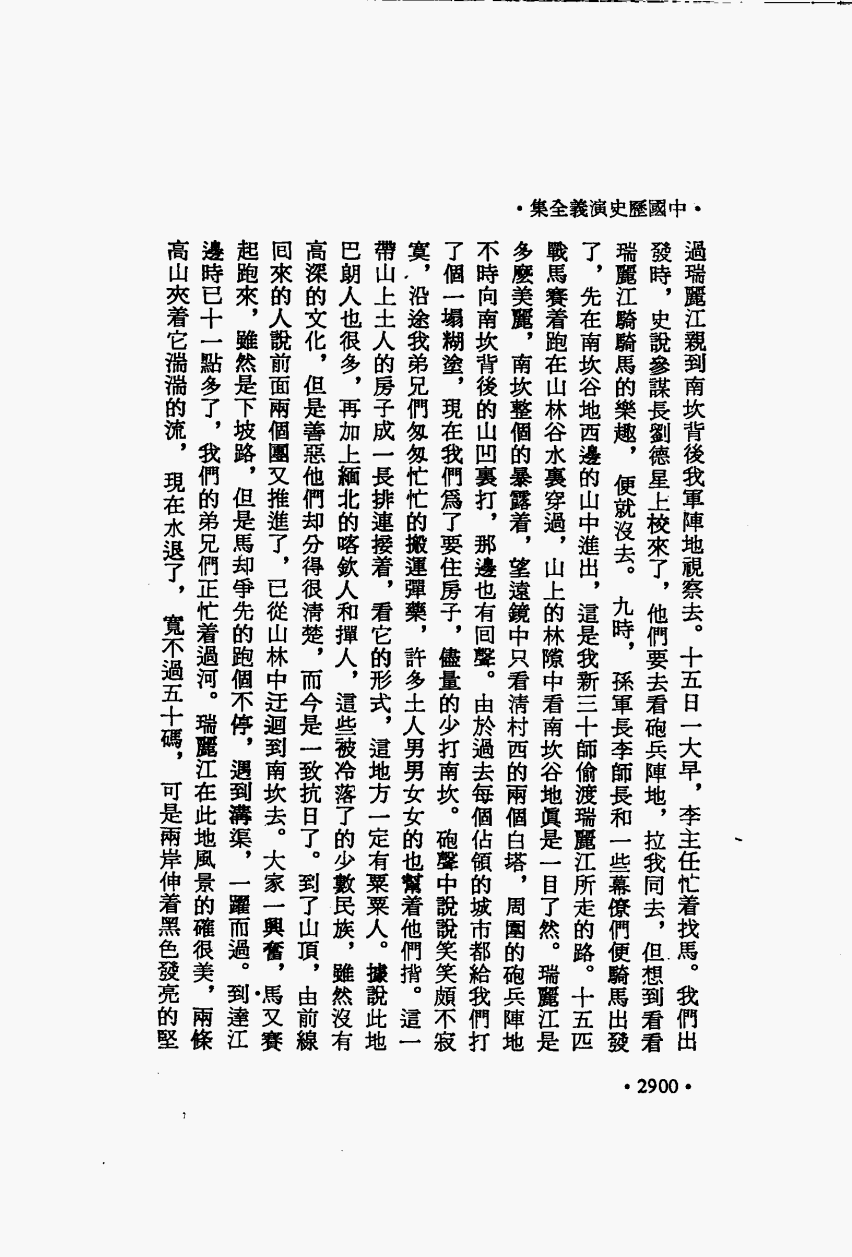 •中國歷史演義全集•
過瑞麗江親到南坎背後我軍陣地視察去。十五日一大早，李主任忙着找馬。我們出
發時，史說參謀長劉德星上校來了，他們要去看砲兵陣地，拉我同去，但想到看看
瑞麗江騎騎馬的樂趣，便就沒去。九時，孫軍長李師長和一些幕僚們便騎馬出發
了，先在南坎谷地西邊的山中進出，這是我新三十師偷渡瑞麗江所走的路。十五匹
戰馬賽着跑在山林谷水裏穿過，山上的林隙中看南坎谷地眞是一目了然。瑞麗江是
多麽美麗，南坎整個的暴露着，望遠鏡中只看淸村西的兩個白塔，周圍的砲兵陣地
不時向南坎背後的山凹裏打，那邊也有回聲。由於過去每個佔領的城市都給我們打
了個一塌糊塗，現在我們爲了要住房子，儘量的少打南坎。砲聲中說說笑笑頗不寂
寞，沿途我弟兄們匆匆忙忙的搬運彈藥，許多土人男男女女的也幫着他們揹。這一
帶山上土人的房子成一長排連接着，看它的形式，這地方一定有粟粟人。據說此地
巴朗人也很多，再加上緬北的喀欽人和撣人，這些被冷落了的少數民族，雖然沒有
高深的文化，但是善惡他們却分得很淸楚，而今是一致抗日了。到了山頂，由前線
回來的人說前面兩個團又推進了，已從山林中迂迴到南坎去。大家一興奮，馬又賽
起跑來，雖然是下坡路，但是馬却爭先的跑個不停，遇到溝渠，一躍而過。到達江
邊時已十一點多了，我們的弟兄們正忙着過河。瑞麗江在此地風景的確很美，兩條
高山夾着它湍湍的流，現在水退了，寬不過五十碼，可是兩岸伸着黑色發亮的堅
•2900•